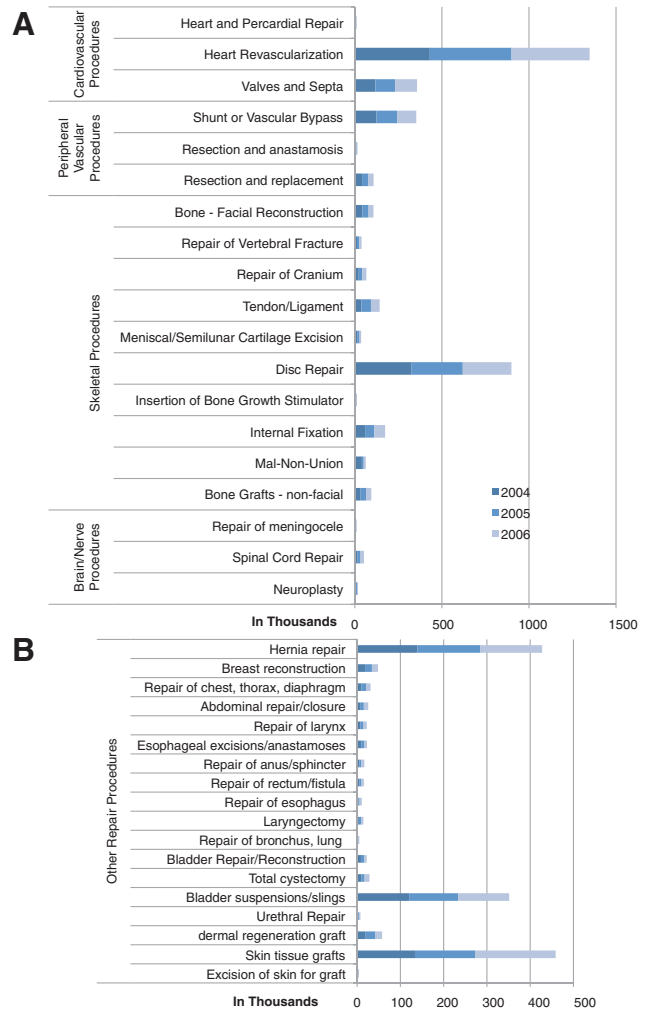 A
Cardiovascular
Procedures
Heart and Percardial Repair
Heart Revascularization
Valves and Septa
Peripheral
Vascular
Procedures
Shunt or Vascular Bypass
Resection and anastamosis
Resection and replacement
Skeletal Procedures
Bone - Facial Reconstruction
Repair of Vertebral Fracture
Repair of Cranium
Tendon/Ligament
Meniscal/Semilunar Cartilage Excision
Disc Repair
Insertion of Bone Growth Stimulator
Internal Fixation
Mal-Non-Union
Bone Grafts - non-facial
2004
2005
2006
Brain/Nerve
Procedures
Repair of meningocele
Spinal Cord Repair
Neuroplasty
In Thousands 0 500 1000 1500
B
Other Repair Procedures
Hernia repair
Breast reconstruction
Repair of chest, thorax, diaphragm
Abdominal repair/closure
Repair of larynx
Esophageal excisions/anastamoses
Repair of anus/sphincter
Repair of rectum/fistula
Repair of esophagus
Laryngectomy
Repair of bronchus, lung
Bladder Repair/Reconstruction
Total cystectomy
Bladder suspensions/slings
Urethral Repair
dermal regeneration graft
Skin tissue grafts
Excision of skin for graft
In Thousands 0 100 200 300 400 500